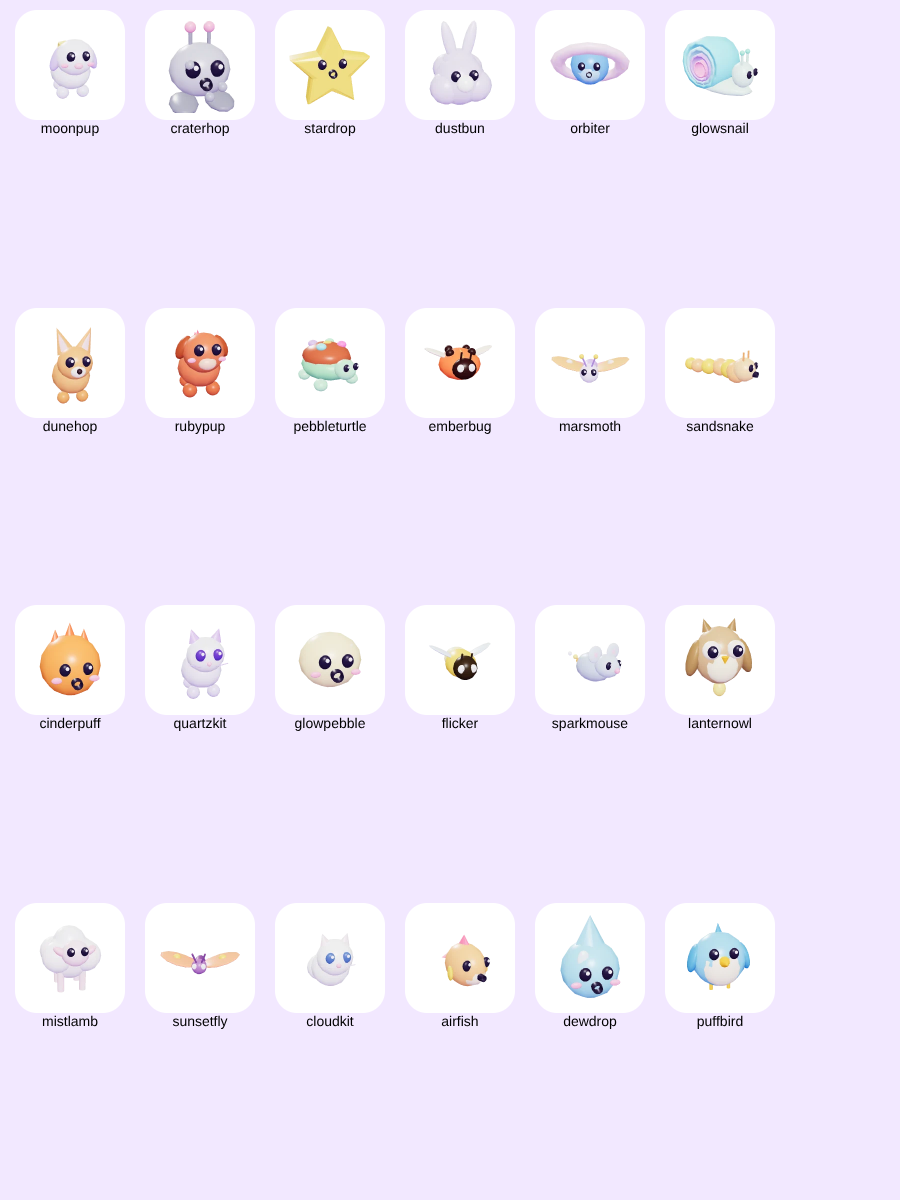 moonpup craterhop stardrop dustbun orbiter glowsnail
dunehop rubypup pebbleturtle emberbug marsmoth sandsnake
cinderpuff quartzkit glowpebble flicker sparkmouse lanternowl
mistlamb sunsetfly cloudkit airfish dewdrop puffbird